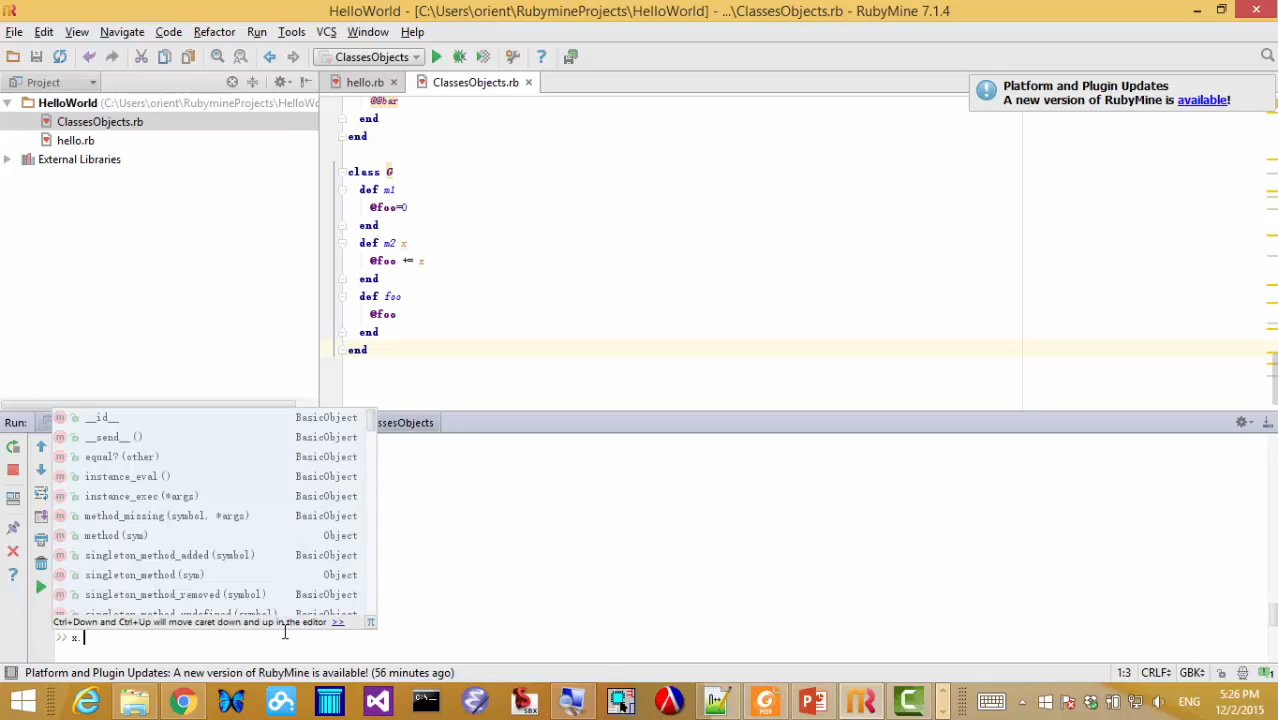 HelloWorld - [C:\Users\orient\RubymineProjects\HelloWorld] - ...\ClassesObjects.rb - RubyMine 7.1.4
File Edit View Navigate Code Refactor Run Tools VCS Window Help
ClassesObjects
Project
hello.rb
ClassesObjects.rb
HelloWorld (C:\Users\orient\RubymineProjects\HelloWo
ClassesObjects.rb
hello.rb
External Libraries
Platform and Plugin Updates
A new version of RubyMine is available!
@@bar
end
end
class G
def m1
@foo=0
end
def m2 x
@foo += x
end
def foo
@foo
end
end
Run:
ssesObjects
__id__ BasicObject
__send__() BasicObject
equal?(other) BasicObject
instance_eval() BasicObject
instance_exec(*args) BasicObject
method_missing(symbol, *args) BasicObject
method(sym) Object
singleton_method_added(symbol) BasicObject
singleton_method(sym) Object
singleton_method_removed(symbol) BasicObject
singleton_method_undefined(symbol) BasicObject
Ctrl+Down and Ctrl+Up will move caret down and up in the editor >> π
>> x.
Platform and Plugin Updates: A new version of RubyMine is available! (56 minutes ago)
1:3 CRLF GBK
SBX
PDF
ENG
5:26 PM
12/2/2015